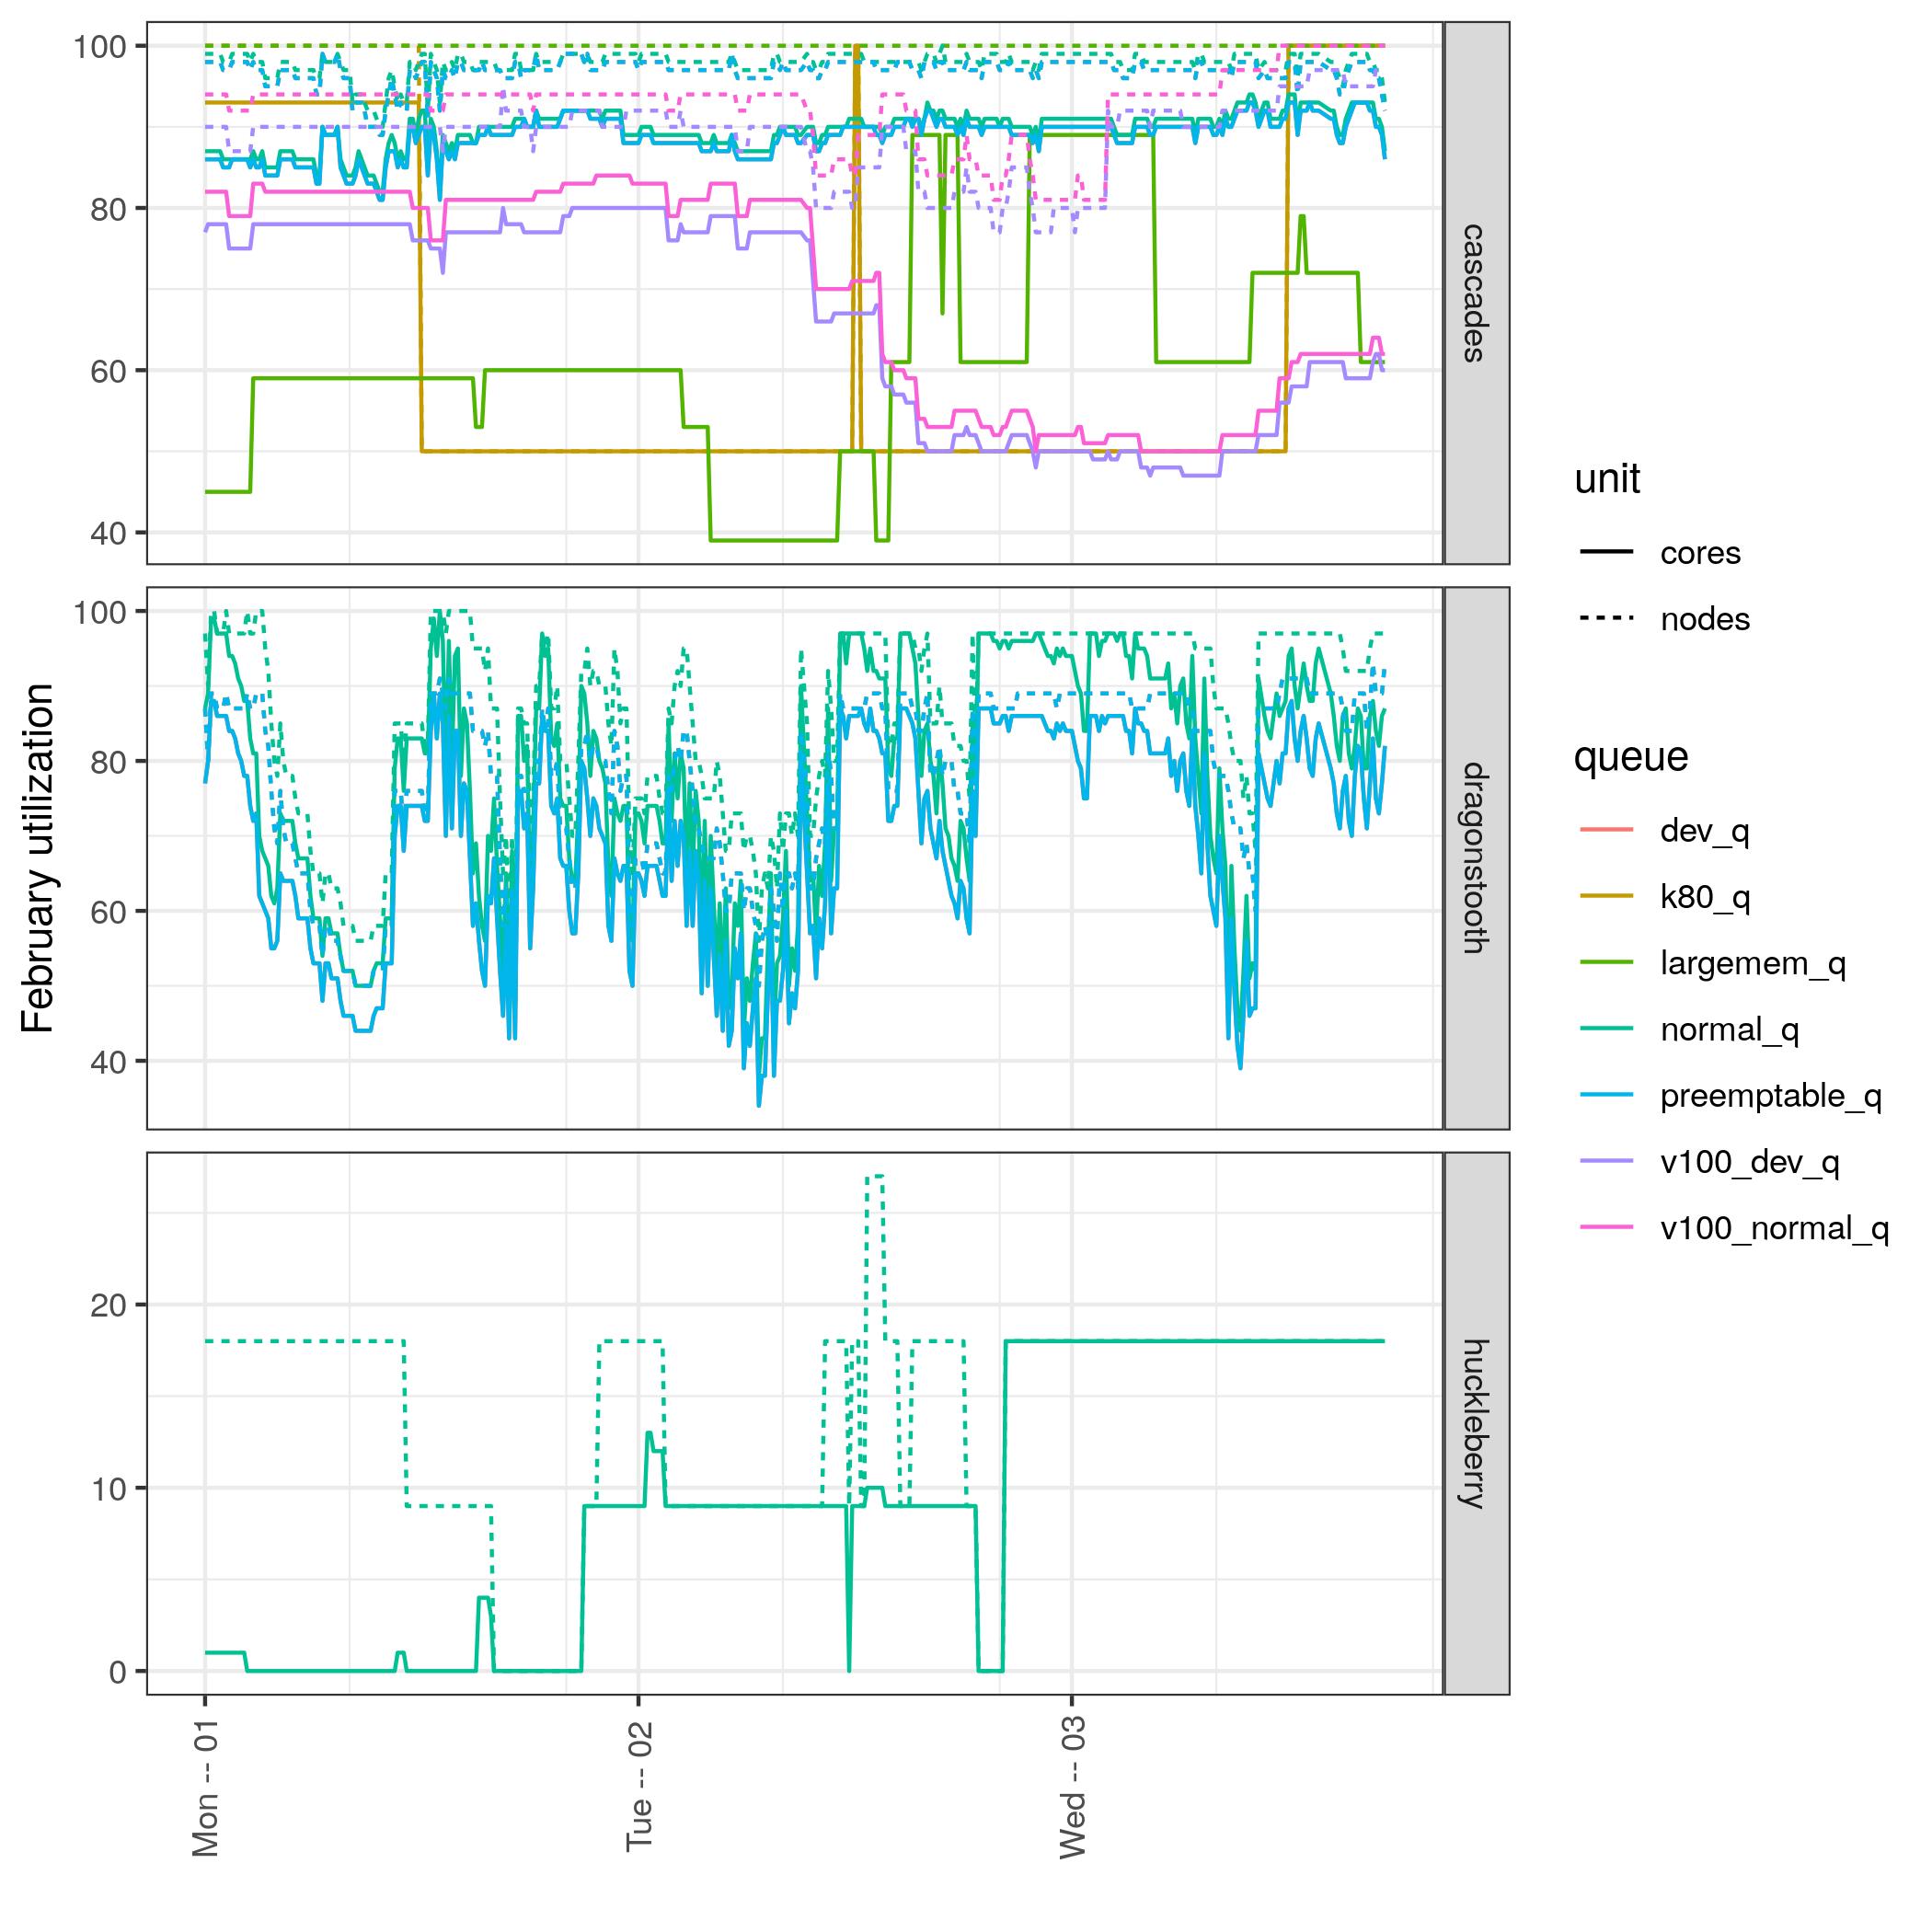 February utilization
100
80
60
40
cascades
100
80
60
40
dragonstooth
20
10
0
huckleberry
Mon -- 01
Tue -- 02
Wed -- 03
unit
cores
nodes
queue
dev_q
k80_q
largemem_q
normal_q
preemptable_q
v100_dev_q
v100_normal_q